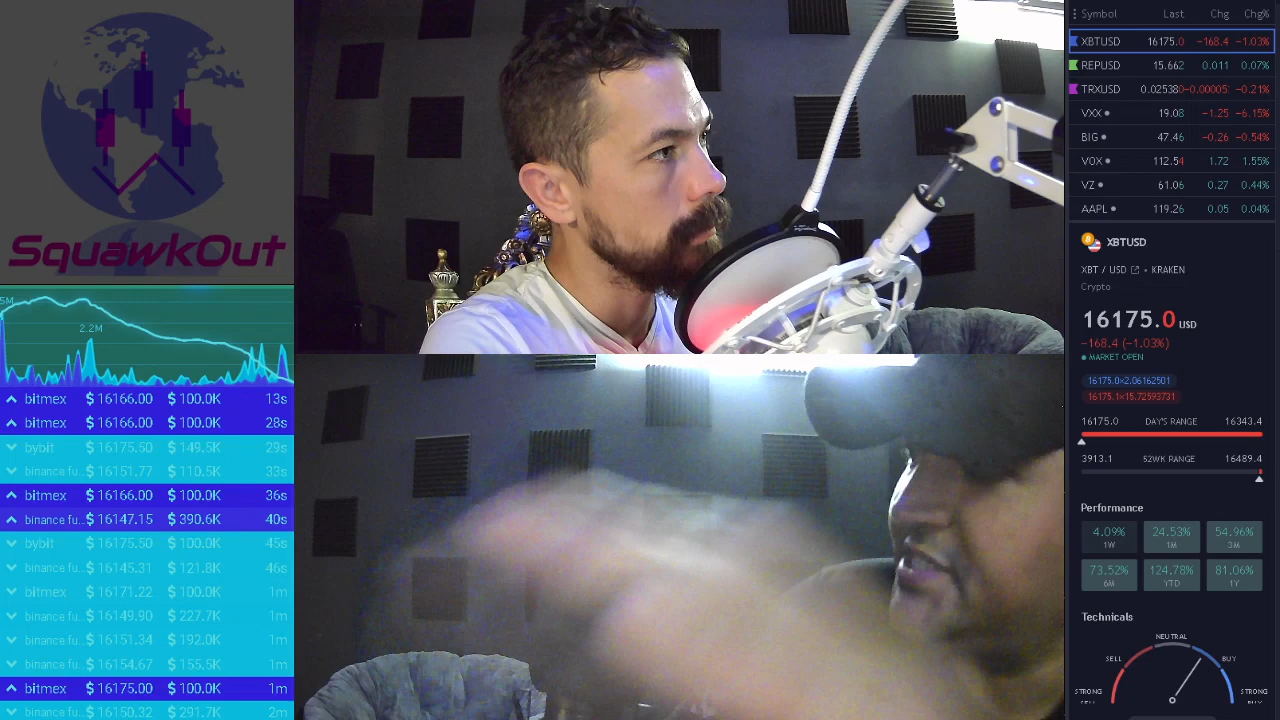 SquawkOut
5M
2.2M
bitmex $ 16166.00 $ 100.0K 13s
bitmex $ 16166.00 $ 100.0K 28s
bybit $ 16175.50 $ 149.5K 29s
binance fu.. $ 16151.77 $ 110.5K 33s
bitmex $ 16166.00 $ 100.0K 36s
binance fu.. $ 16147.15 $ 390.6K 40s
bybit $ 16175.50 $ 100.0K 45s
binance fu.. $ 16145.31 $ 121.8K 46s
bitmex $ 16171.22 $ 100.0K 1m
binance fu.. $ 16149.90 $ 227.7K 1m
binance fu.. $ 16151.34 $ 192.0K 1m
binance fu.. $ 16154.67 $ 155.5K 1m
bitmex $ 16175.00 $ 100.0K 1m
binance fu.. $ 16150.32 $ 291.7K 2m
Symbol Last Chg Chg%
XBTUSD 16175.0 −168.4 −1.03%
REPUSD 15.662 0.011 0.07%
TRXUSD 0.025380 −0.00005 −0.21%
VXX 19.08 −1.25 −6.15%
BIG 47.46 −0.26 −0.54%
VOX 112.54 1.72 1.55%
VZ 61.06 0.27 0.44%
AAPL 119.26 0.05 0.04%
XBTUSD
XBT / USD • KRAKEN
Crypto
16175.0 USD
−168.4 (−1.03%)
MARKET OPEN
16175.0×2.06162501
16175.1×15.72593731
16175.0 DAY'S RANGE 16343.4
3913.1 52WK RANGE 16489.4
Performance
4.09% 24.53% 54.96%
1W 1M 3M
73.52% 124.78% 81.06%
6M YTD 1Y
Technicals
NEUTRAL
SELL BUY
STRONG STRONG